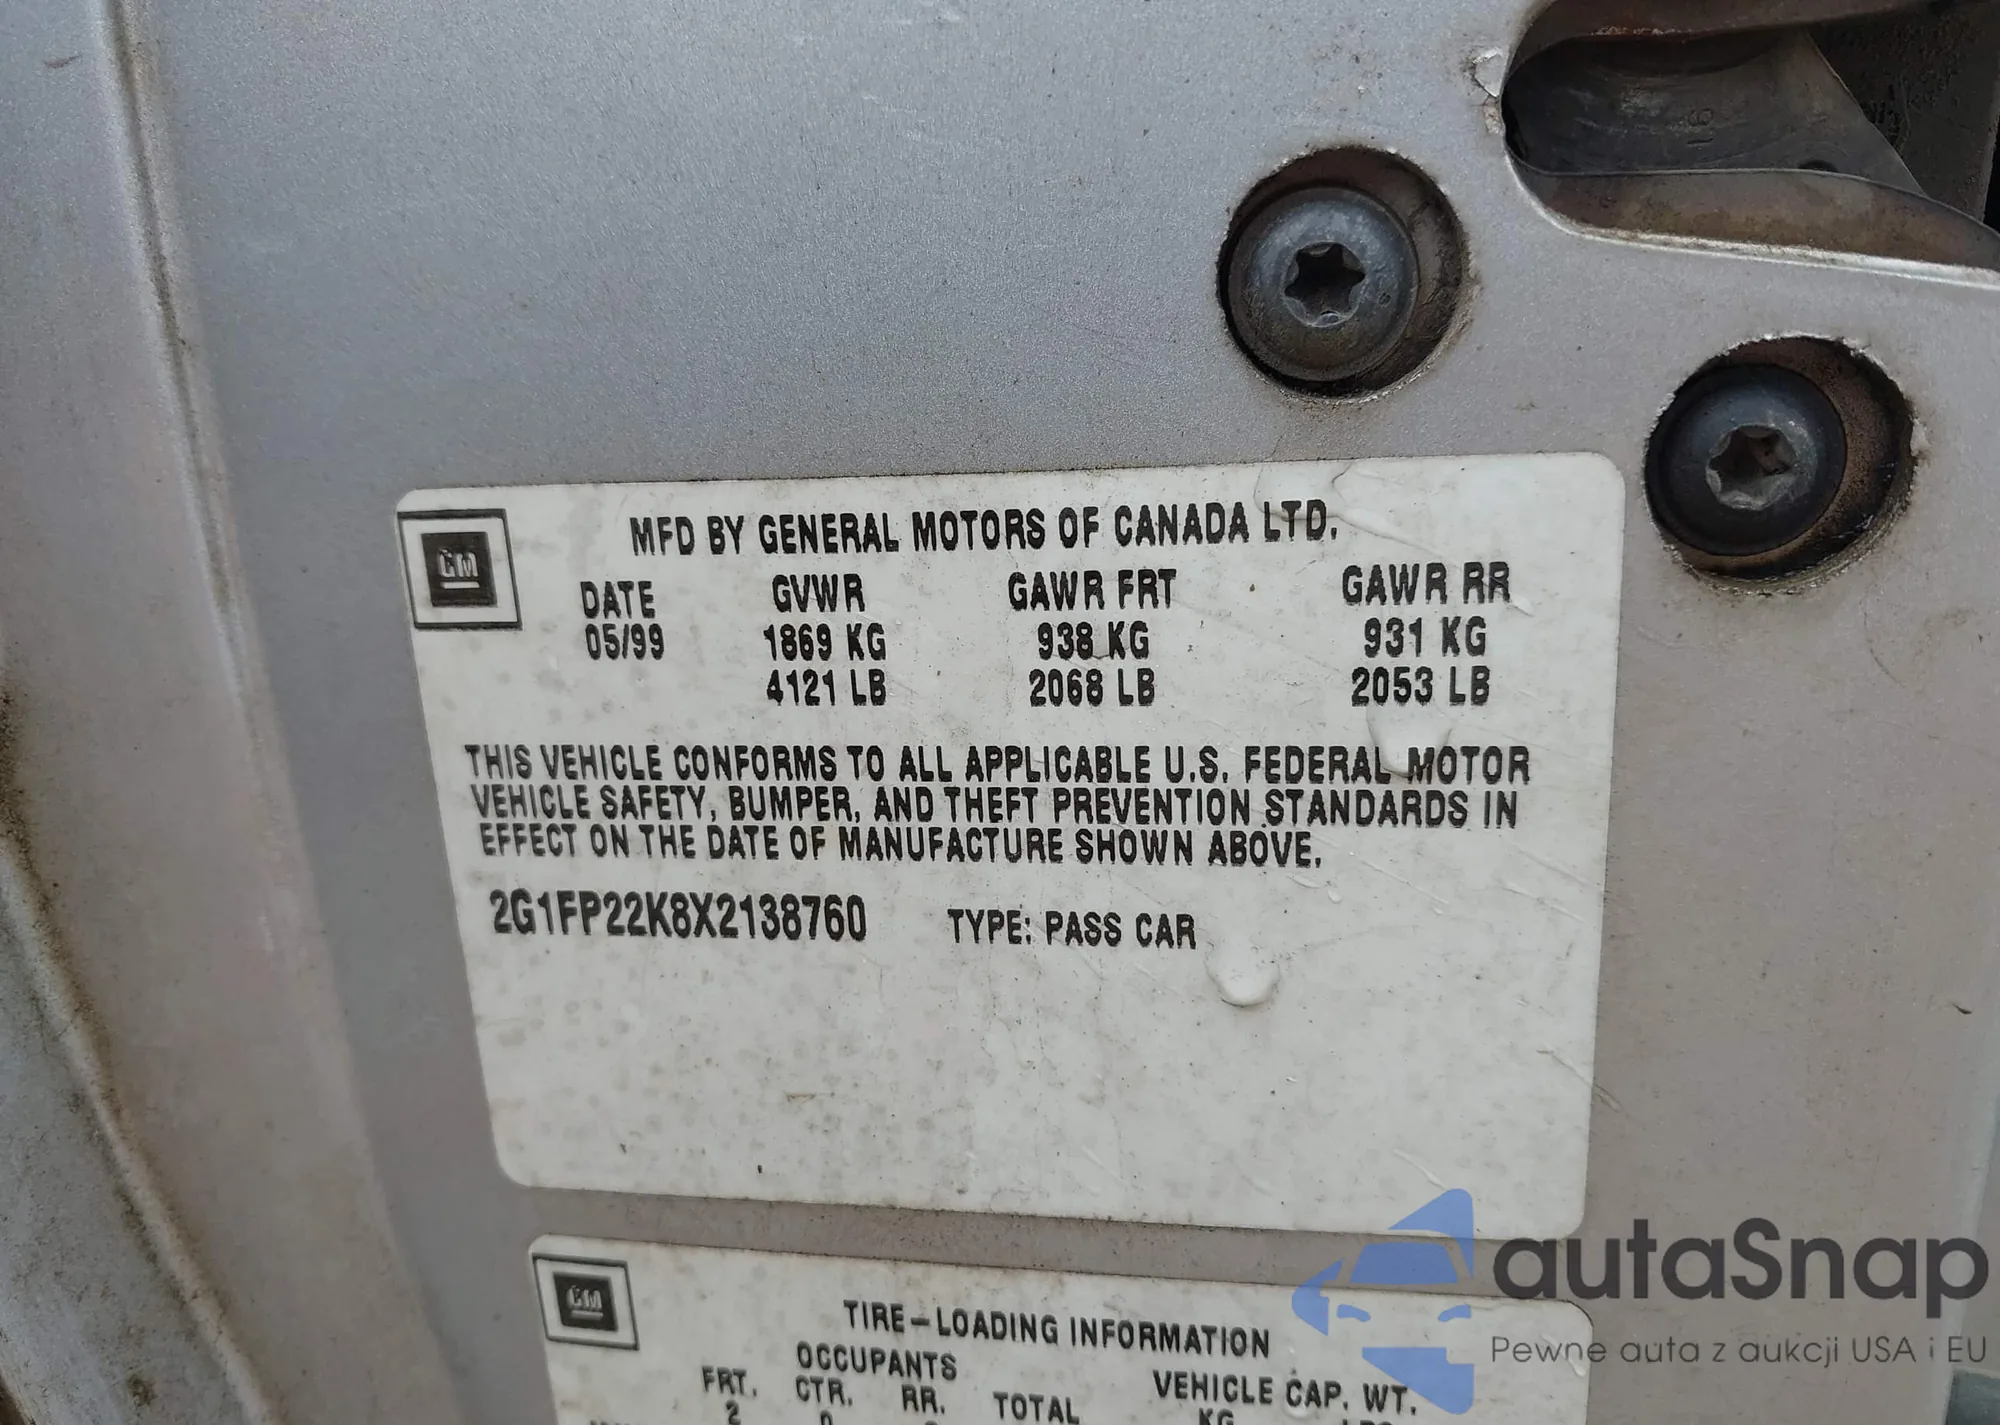 GM
MFD BY GENERAL MOTORS OF CANADA LTD.
DATE GVWR GAWR FRT GAWR RR
05/99 1869 KG 938 KG 931 KG
4121 LB 2068 LB 2053 LB
THIS VEHICLE CONFORMS TO ALL APPLICABLE U.S. FEDERAL MOTOR
VEHICLE SAFETY, BUMPER, AND THEFT PREVENTION STANDARDS IN
EFFECT ON THE DATE OF MANUFACTURE SHOWN ABOVE.
2G1FP22K8X2138760 TYPE: PASS CAR
GM
TIRE-LOADING INFORMATION
OCCUPANTS VEHICLE CAP. WT.
FRT. CTR. RR. TOTAL
2 KG
autaSnap
Pewne auta z aukcji USA i EU